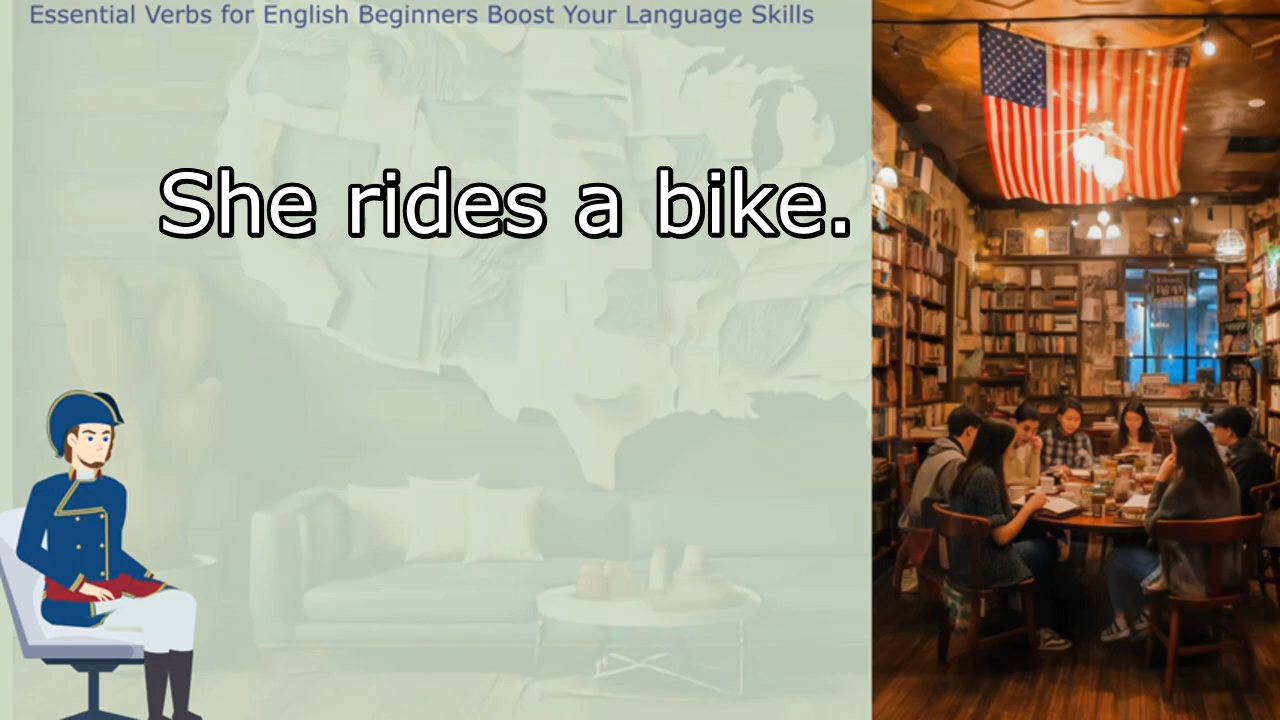 Essential Verbs for English Beginners Boost Your Language Skills
She rides a bike.